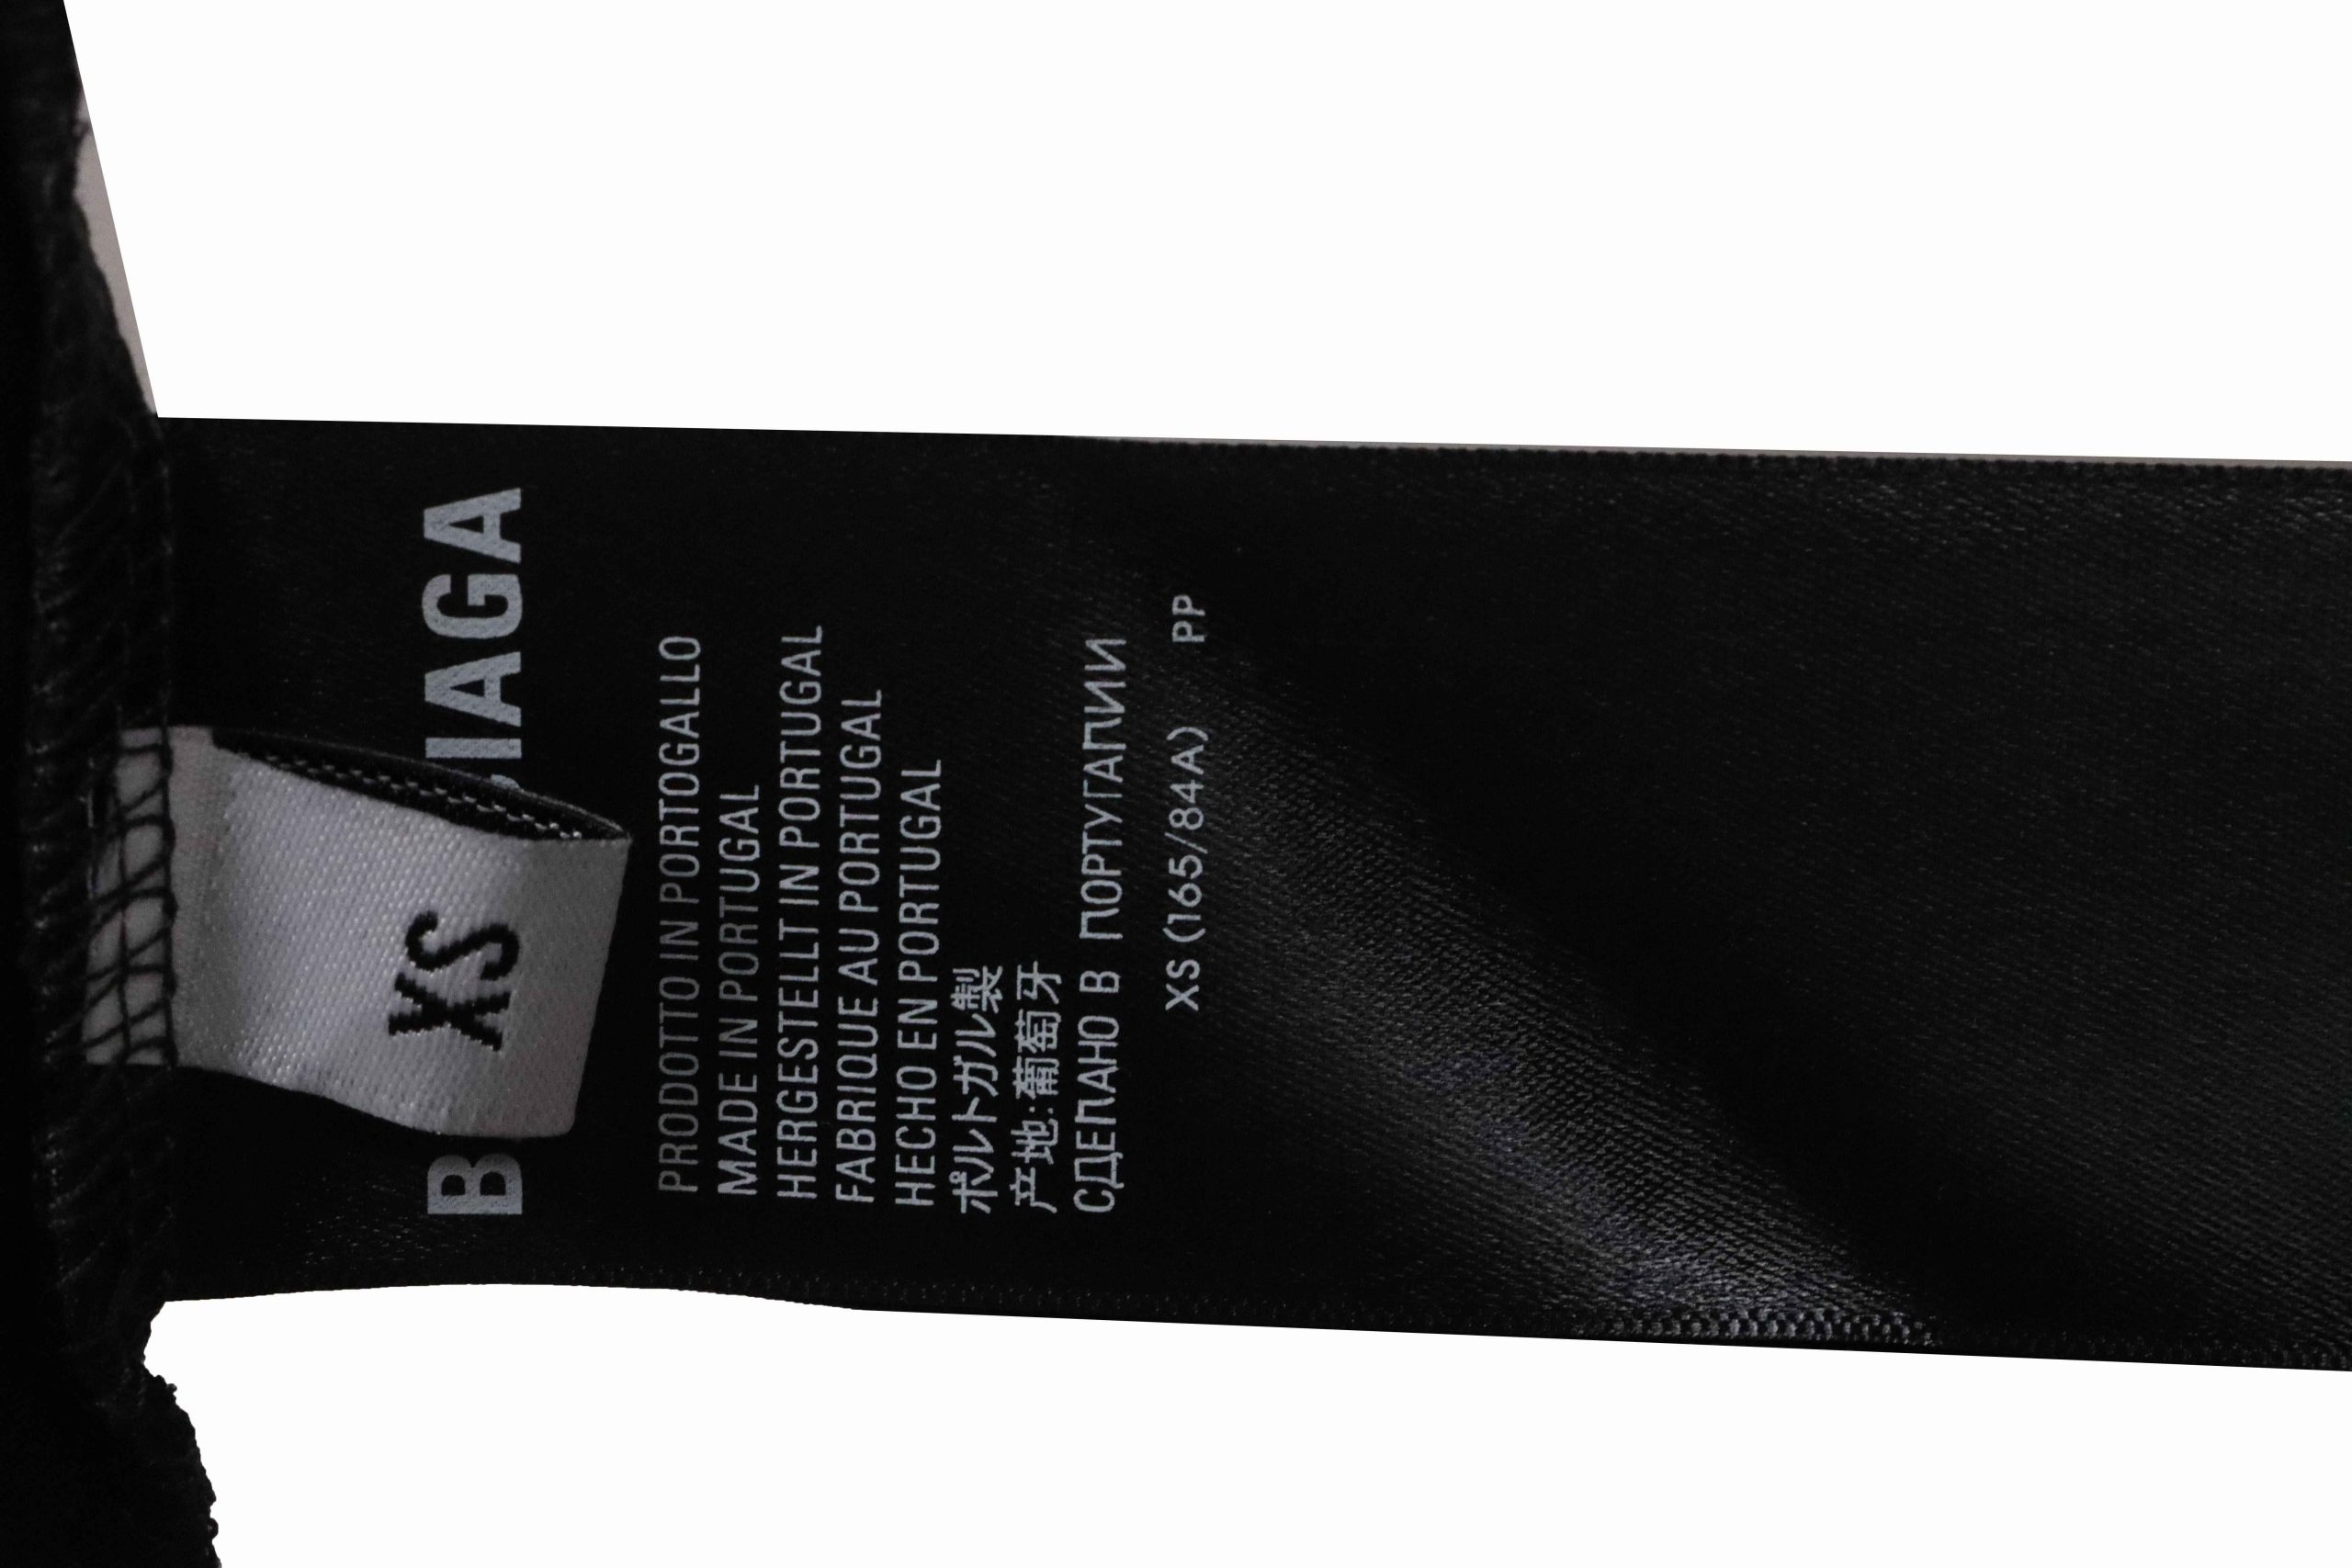 XS
B IAGA
PRODOTTO IN PORTOGALLO
MADE IN PORTUGAL
HERGESTELLT IN PORTUGAL
FABRIQUE AU PORTUGAL
HECHO EN PORTUGAL
ポルトガル製
产地:葡萄牙
СДЕЛАНО В ПОРТУГАЛИИ
XS (165/84A) PP